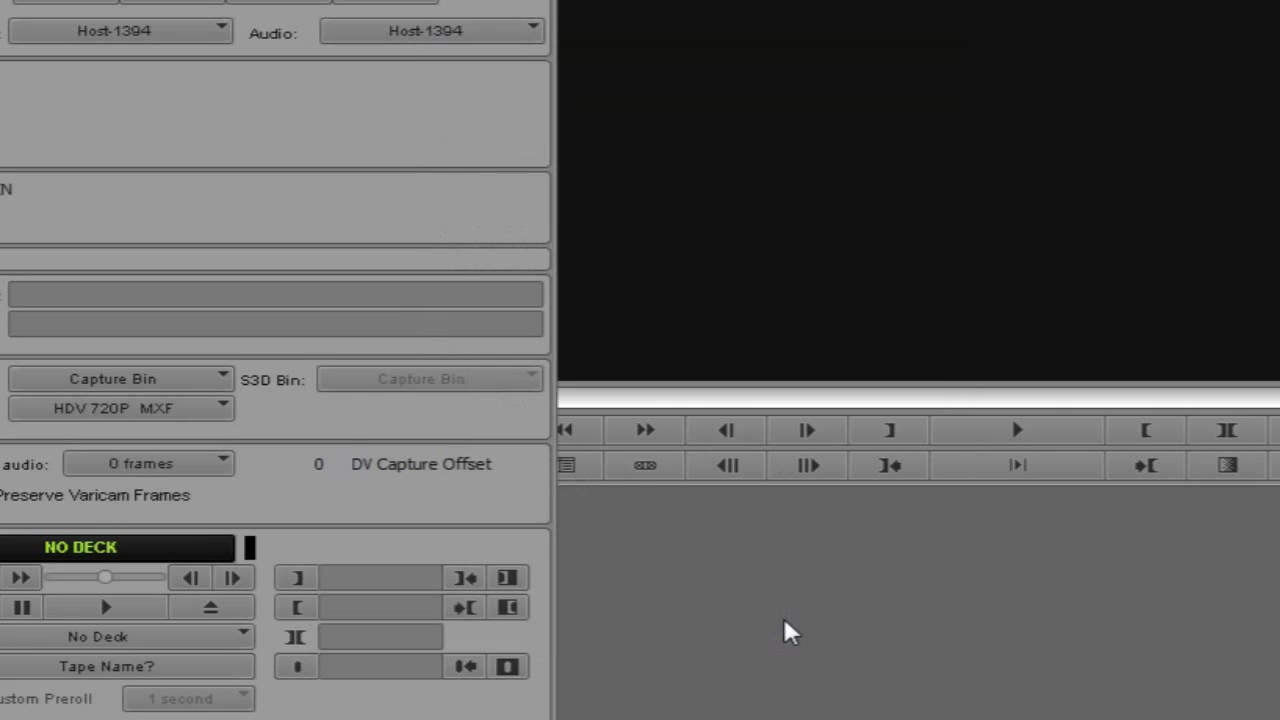 Host-1394 Audio: Host-1394
Capture Bin S3D Bin: Capture Bin
HDV 720P MXF
audio: 0 frames 0 DV Capture Offset
Preserve Varicam Frames
NO DECK
No Deck
Tape Name?
ustom Preroll 1 second